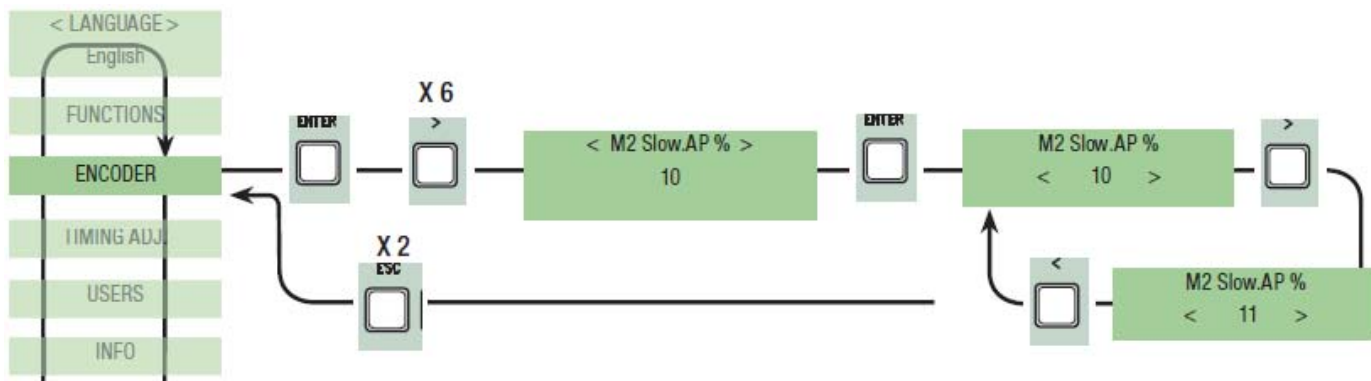 < LANGUAGE >
English
FUNCTIONS
ENCODER
TIMING ADJ.
USERS
INFO
ENTER
X 6
>
< M2 Slow.AP % >
10
ENTER
M2 Slow.AP %
< 10 >
>
X 2
ESC
<
M2 Slow.AP %
< 11 >